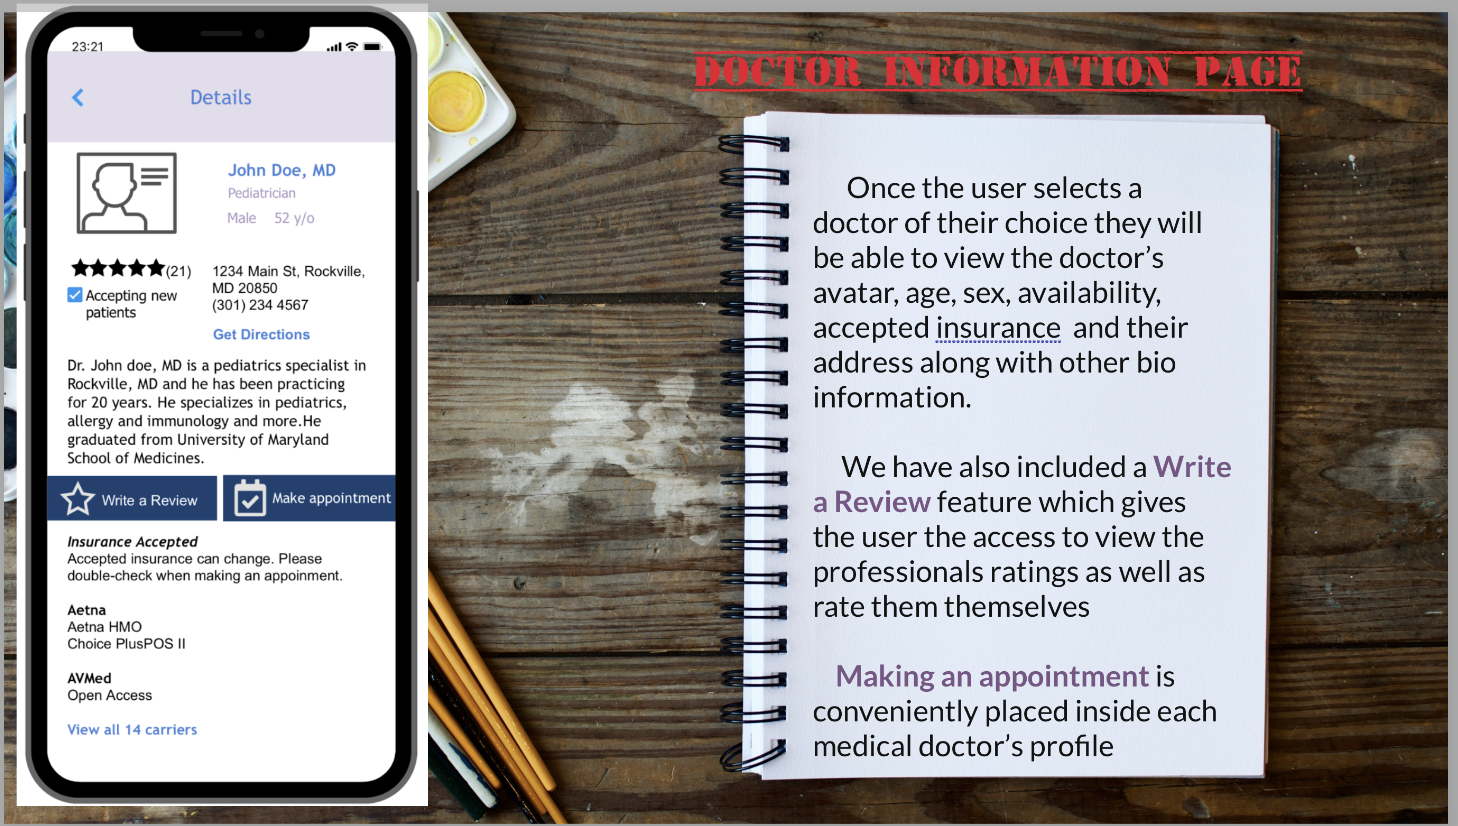 23:21
Details
John Doe, MD
Pediatrician
Male 52 y/o
(21)
Accepting new
patients
1234 Main St, Rockville,
MD 20850
(301) 234 4567
Get Directions
Dr. John doe, MD is a pediatrics specialist in
Rockville, MD and he has been practicing
for 20 years. He specializes in pediatrics,
allergy and immunology and more.He
graduated from University of Maryland
School of Medicines.
Write a Review
Make appointment
Insurance Accepted
Accepted insurance can change. Please
double-check when making an appoinment.
Aetna
Aetna HMO
Choice PlusPOS II
AVMed
Open Access
View all 14 carriers
DOCTOR INFORMATION PAGE
Once the user selects a
doctor of their choice they will
be able to view the doctor’s
avatar, age, sex, availability,
accepted insurance and their
address along with other bio
information.
We have also included a Write
a Review feature which gives
the user the access to view the
professionals ratings as well as
rate them themselves
Making an appointment is
conveniently placed inside each
medical doctor’s profile